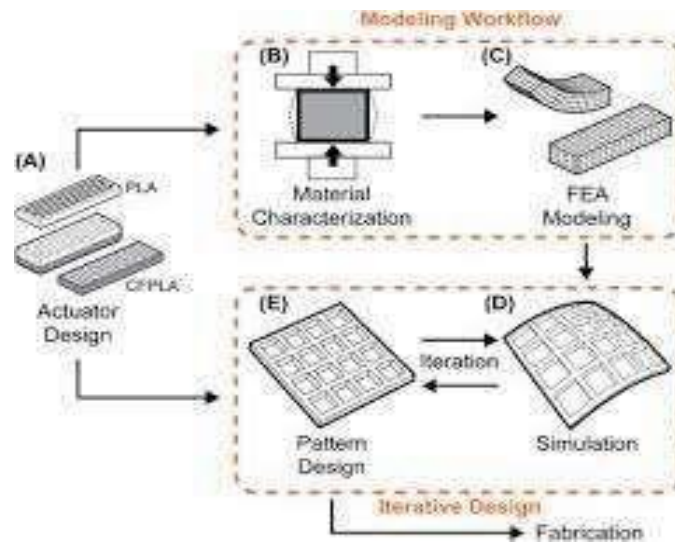 Modeling Workflow
(B)
(C)
(A)
PLA
Material
Characterization
FEA
Modeling
CFPLA
Actuator
Design
(E)
(D)
Iteration
Pattern
Design
Simulation
Iterative Design
Fabrication